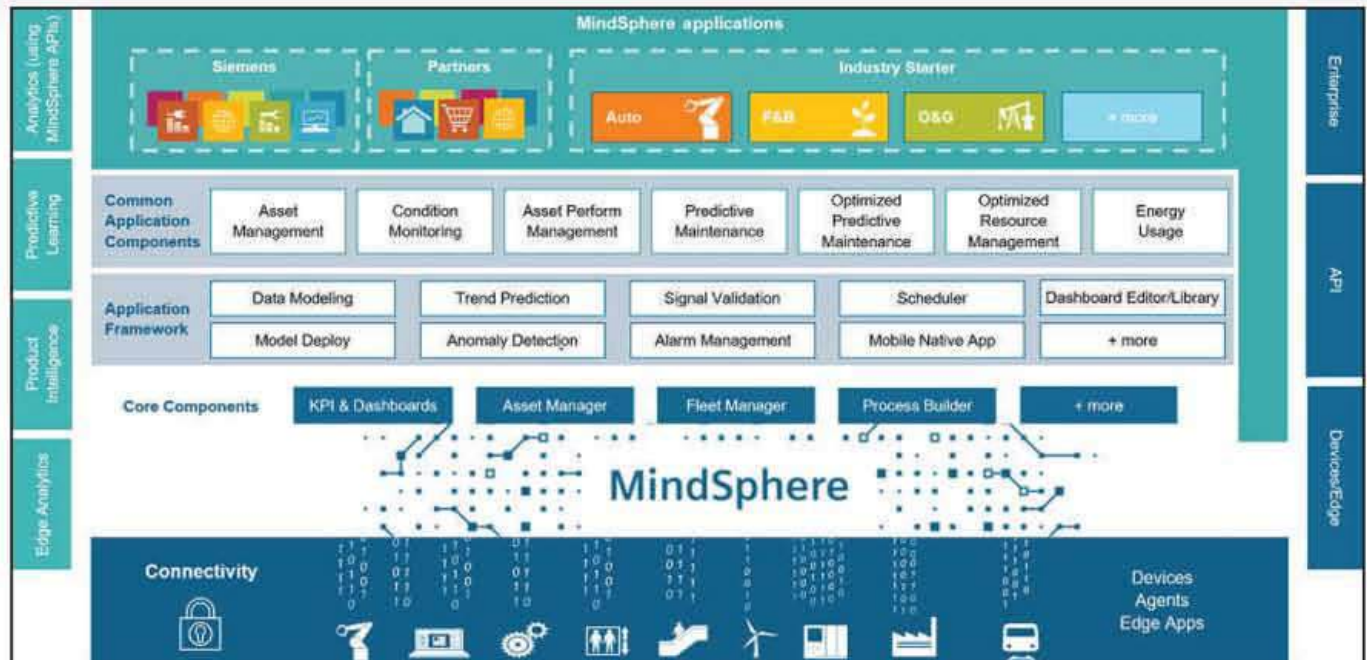 MindSphere applications
Analytics (using
MindSphere APIs)
Predictive
Learning
Product
Intelligence
Edge Analytics
Siemens
Partners
Industry Starter
Auto
F&B
O&G
+ more
Common
Application
Components
Asset
Management
Condition
Monitoring
Asset Perform
Management
Predictive
Maintenance
Optimized
Predictive
Maintenance
Optimized
Resource
Management
Energy
Usage
Application
Framework
Data Modeling
Trend Prediction
Signal Validation
Scheduler
Dashboard Editor/Library
Model Deploy
Anomaly Detection
Alarm Management
Mobile Native App
+ more
Core Components
KPI & Dashboards
Asset Manager
Fleet Manager
Process Builder
+ more
MindSphere
Connectivity
Devices
Agents
Edge Apps
Enterprise
API
Devices/Edge